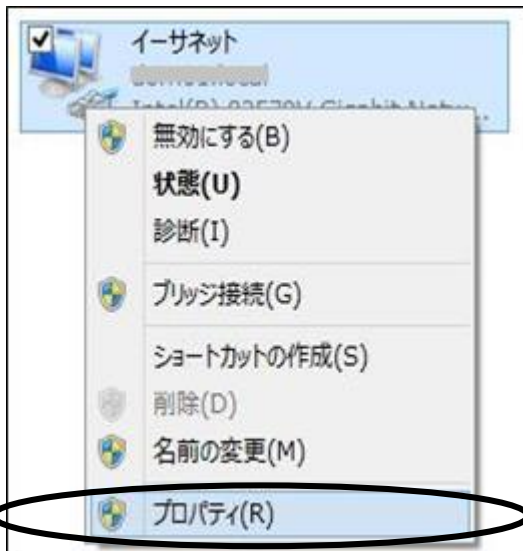 イーサネット
無効にする(B)
状態(U)
診断(I)
ブリッジ接続(G)
ショートカットの作成(S)
削除(D)
名前の変更(M)
プロパティ(R)